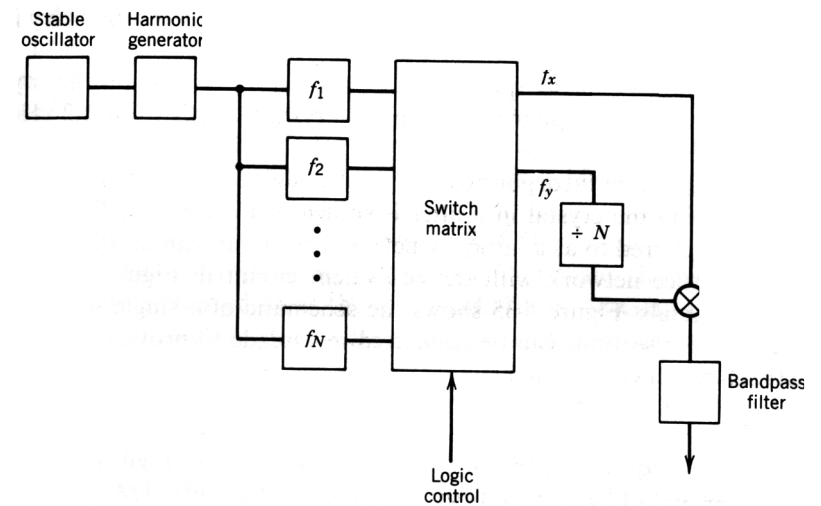 Stable
oscillator
Harmonic
generator
f1
fx
f2
fy
Switch
matrix
÷ N
fN
Bandpass
filter
Logic
control